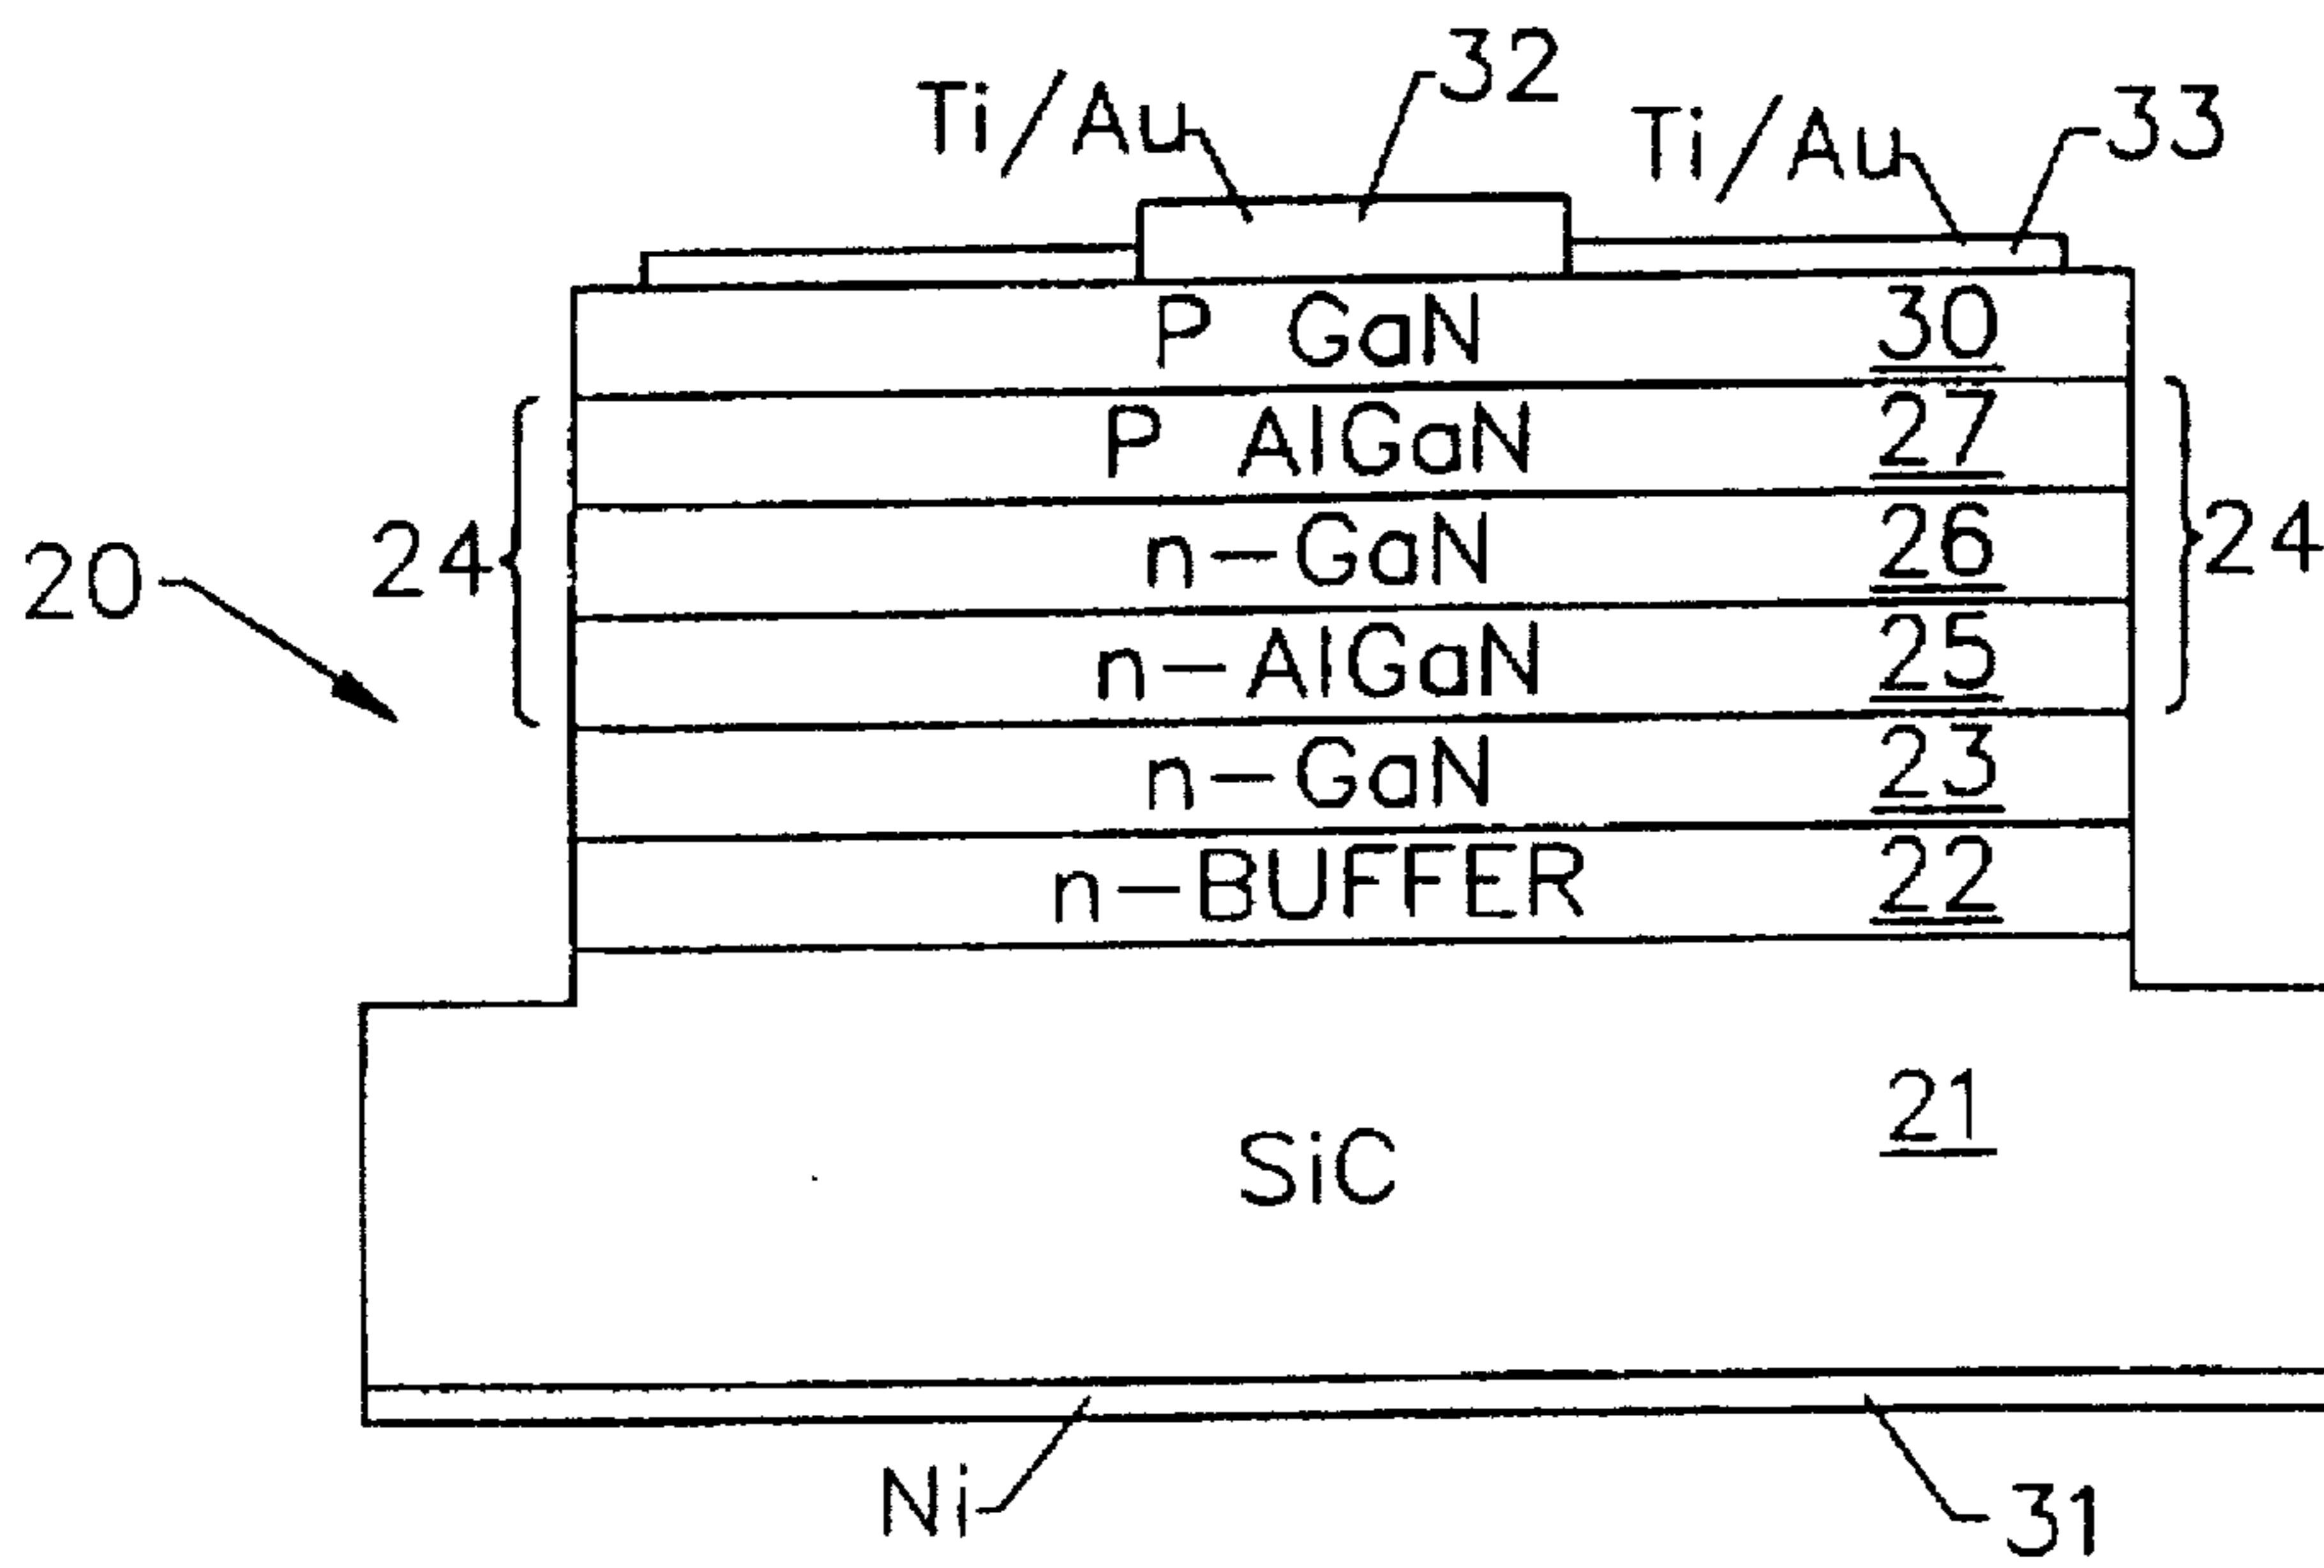 32
Ti/Au
Ti/Au
33
P GaN 30
P AlGaN 27
n-GaN 26
24
24
20
n-AlGaN 25
n-GaN 23
n-BUFFER 22
21
SiC
Ni
31